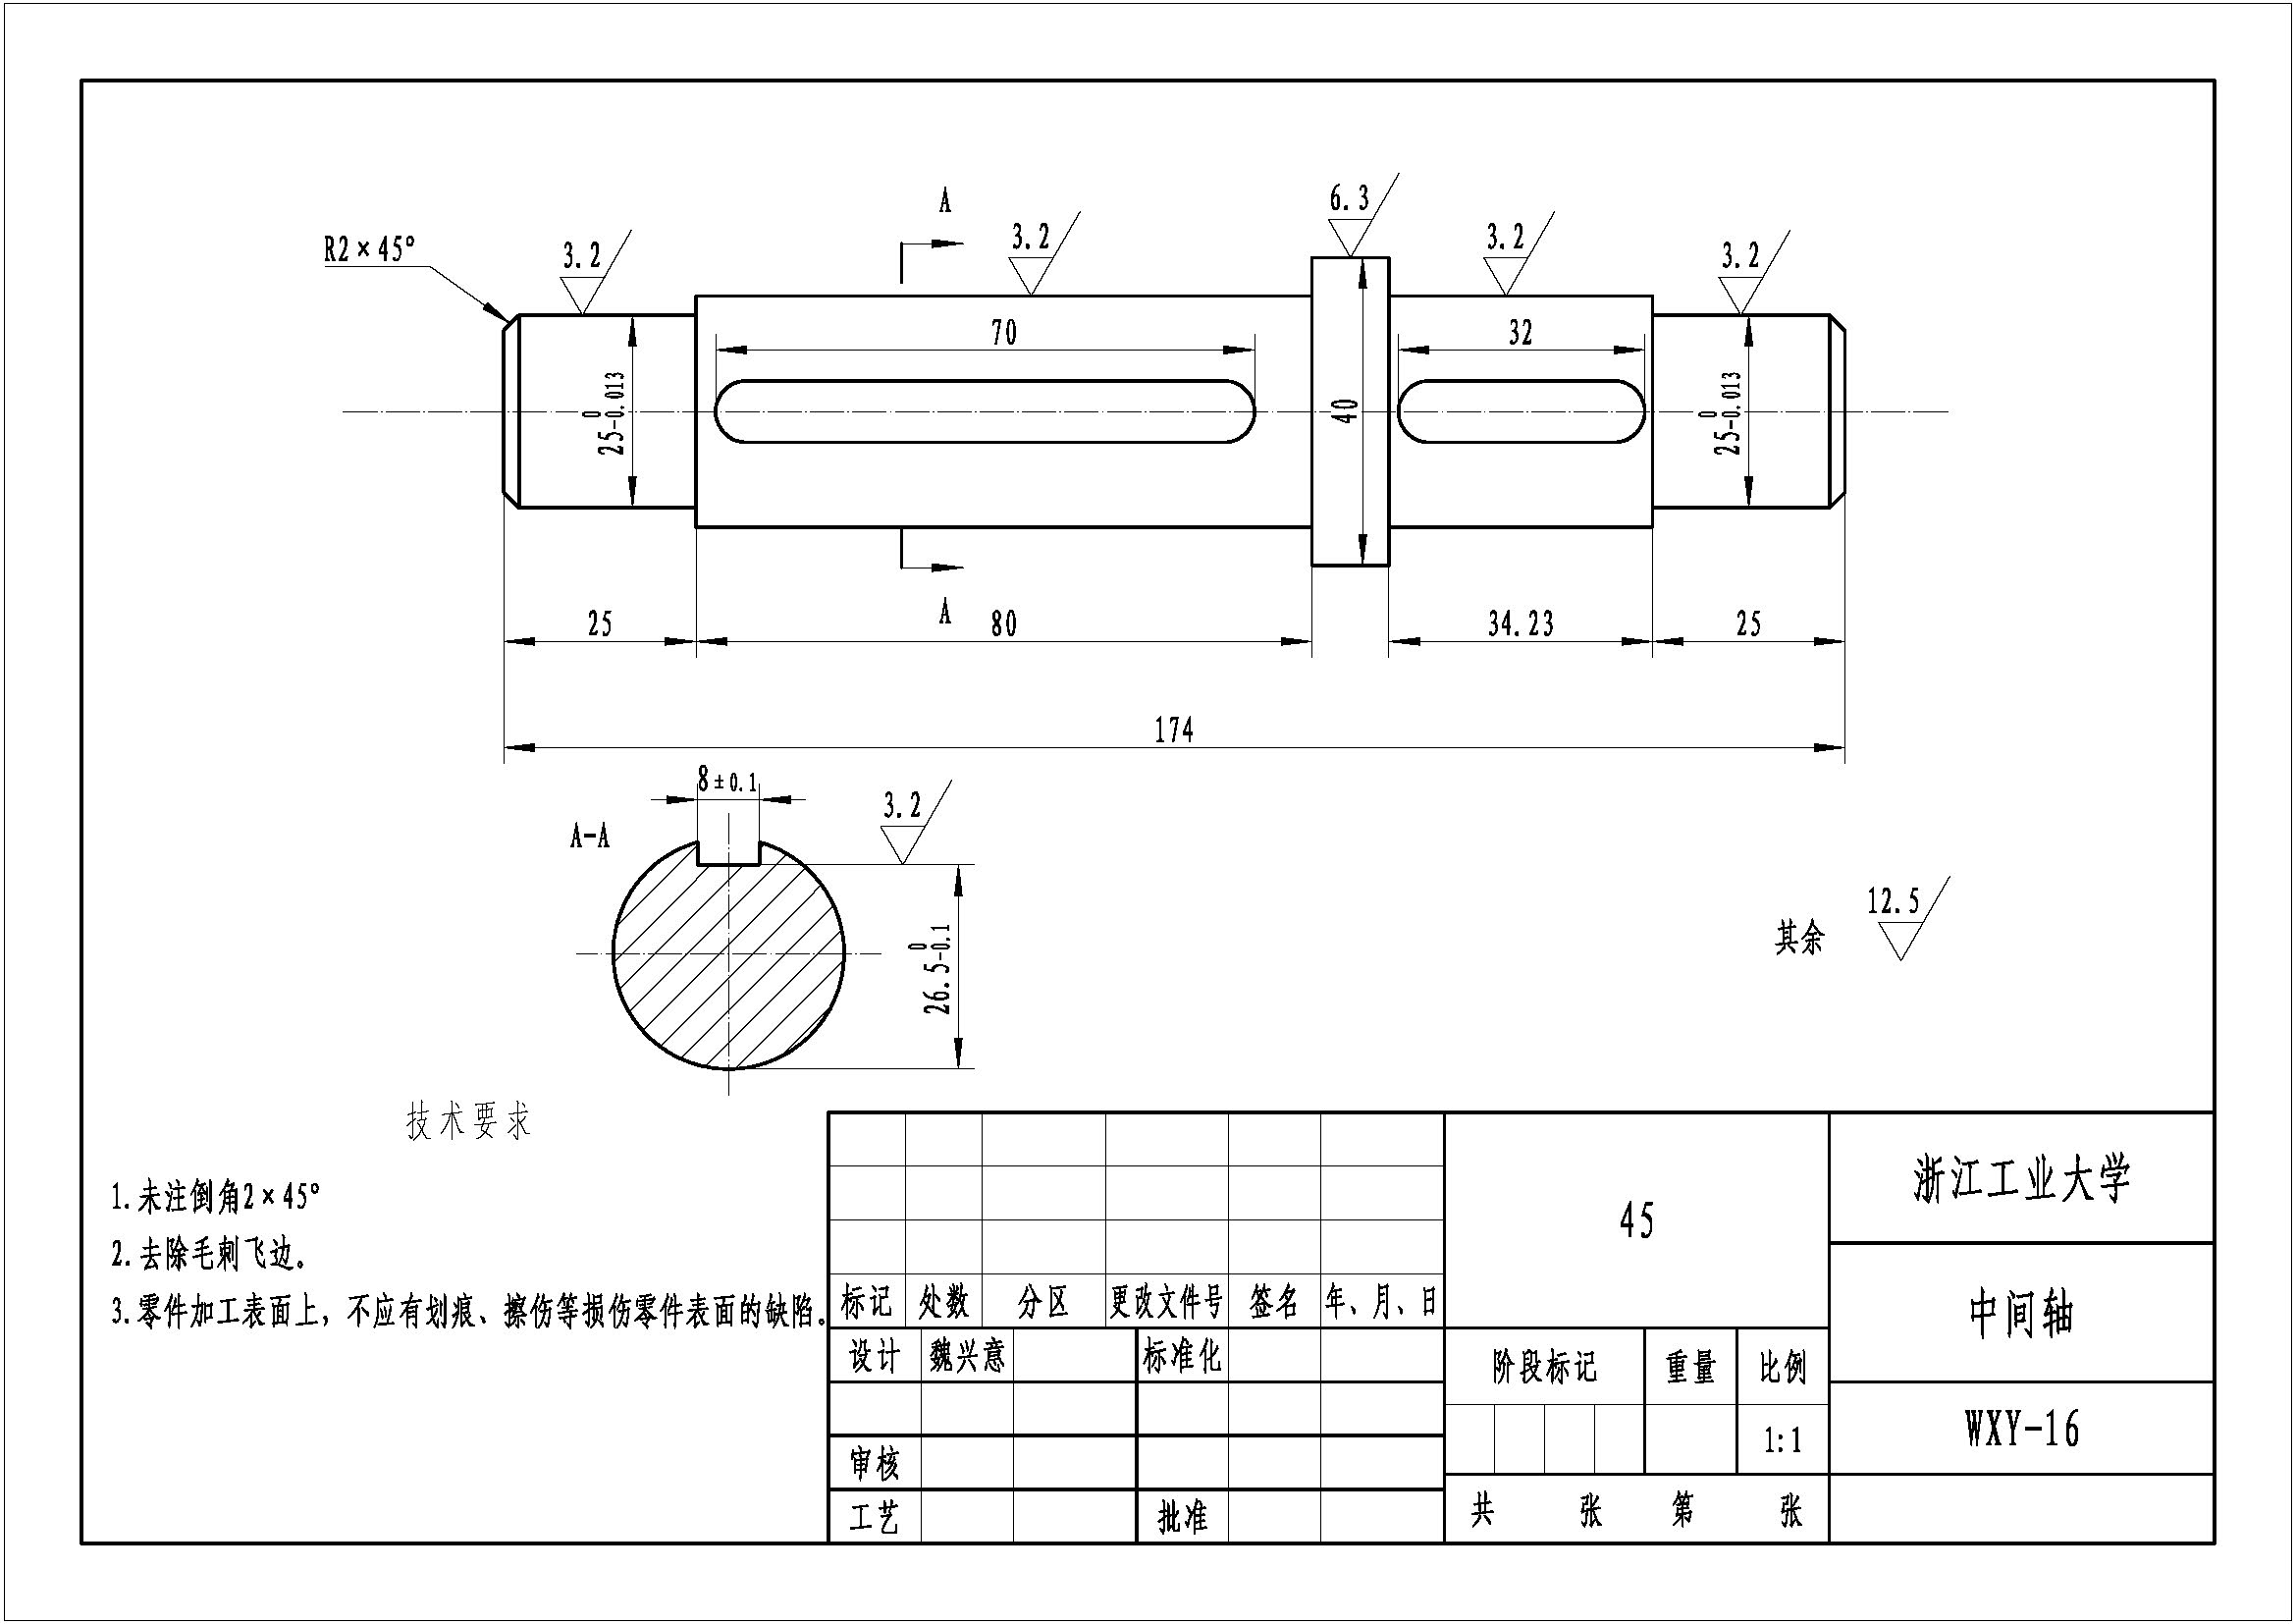 A
6.3
R2×45°
3.2
3.2
3.2
3.2
70
32
25-0.013
0
40
25-0.013
0
A
25
80
34.23
25
174
8±0.1
A-A
3.2
12.5
其余
26.5-0.1
0
技术要求
1.未注倒角2×45°
2.去除毛刺飞边。
3.零件加工表面上，不应有划痕、擦伤等损伤零件表面的缺陷。
45
浙江工业大学
标记 处数 分区 更改文件号 签名 年、月、日
中间轴
设计 魏兴意 标准化
阶段标记 重量 比例
WXY-16
1:1
审核
共 张 第 张
工艺 批准